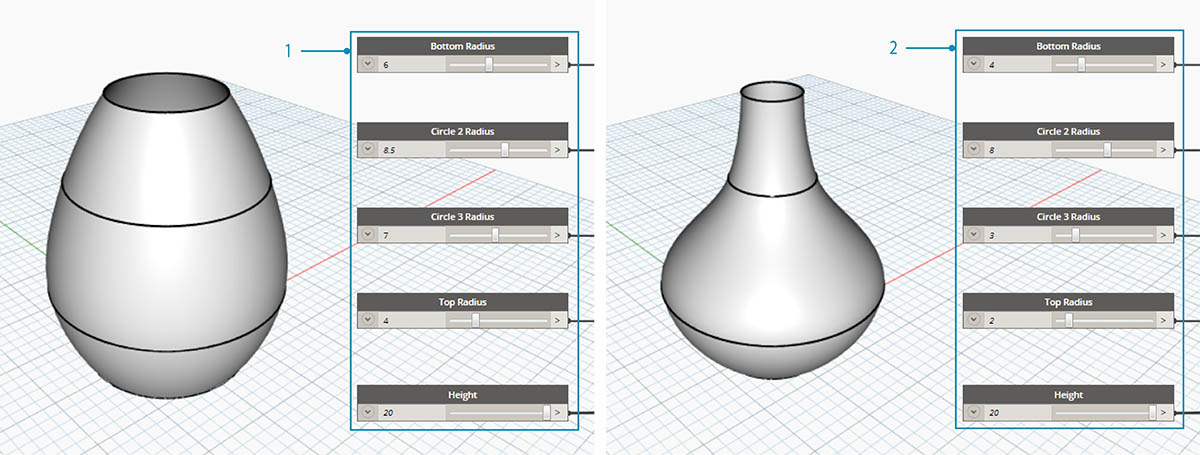 1
Bottom Radius
6 >
Circle 2 Radius
8.5 >
Circle 3 Radius
7 >
Top Radius
4 >
Height
20 >
2
Bottom Radius
4 >
Circle 2 Radius
8 >
Circle 3 Radius
3 >
Top Radius
2 >
Height
20 >